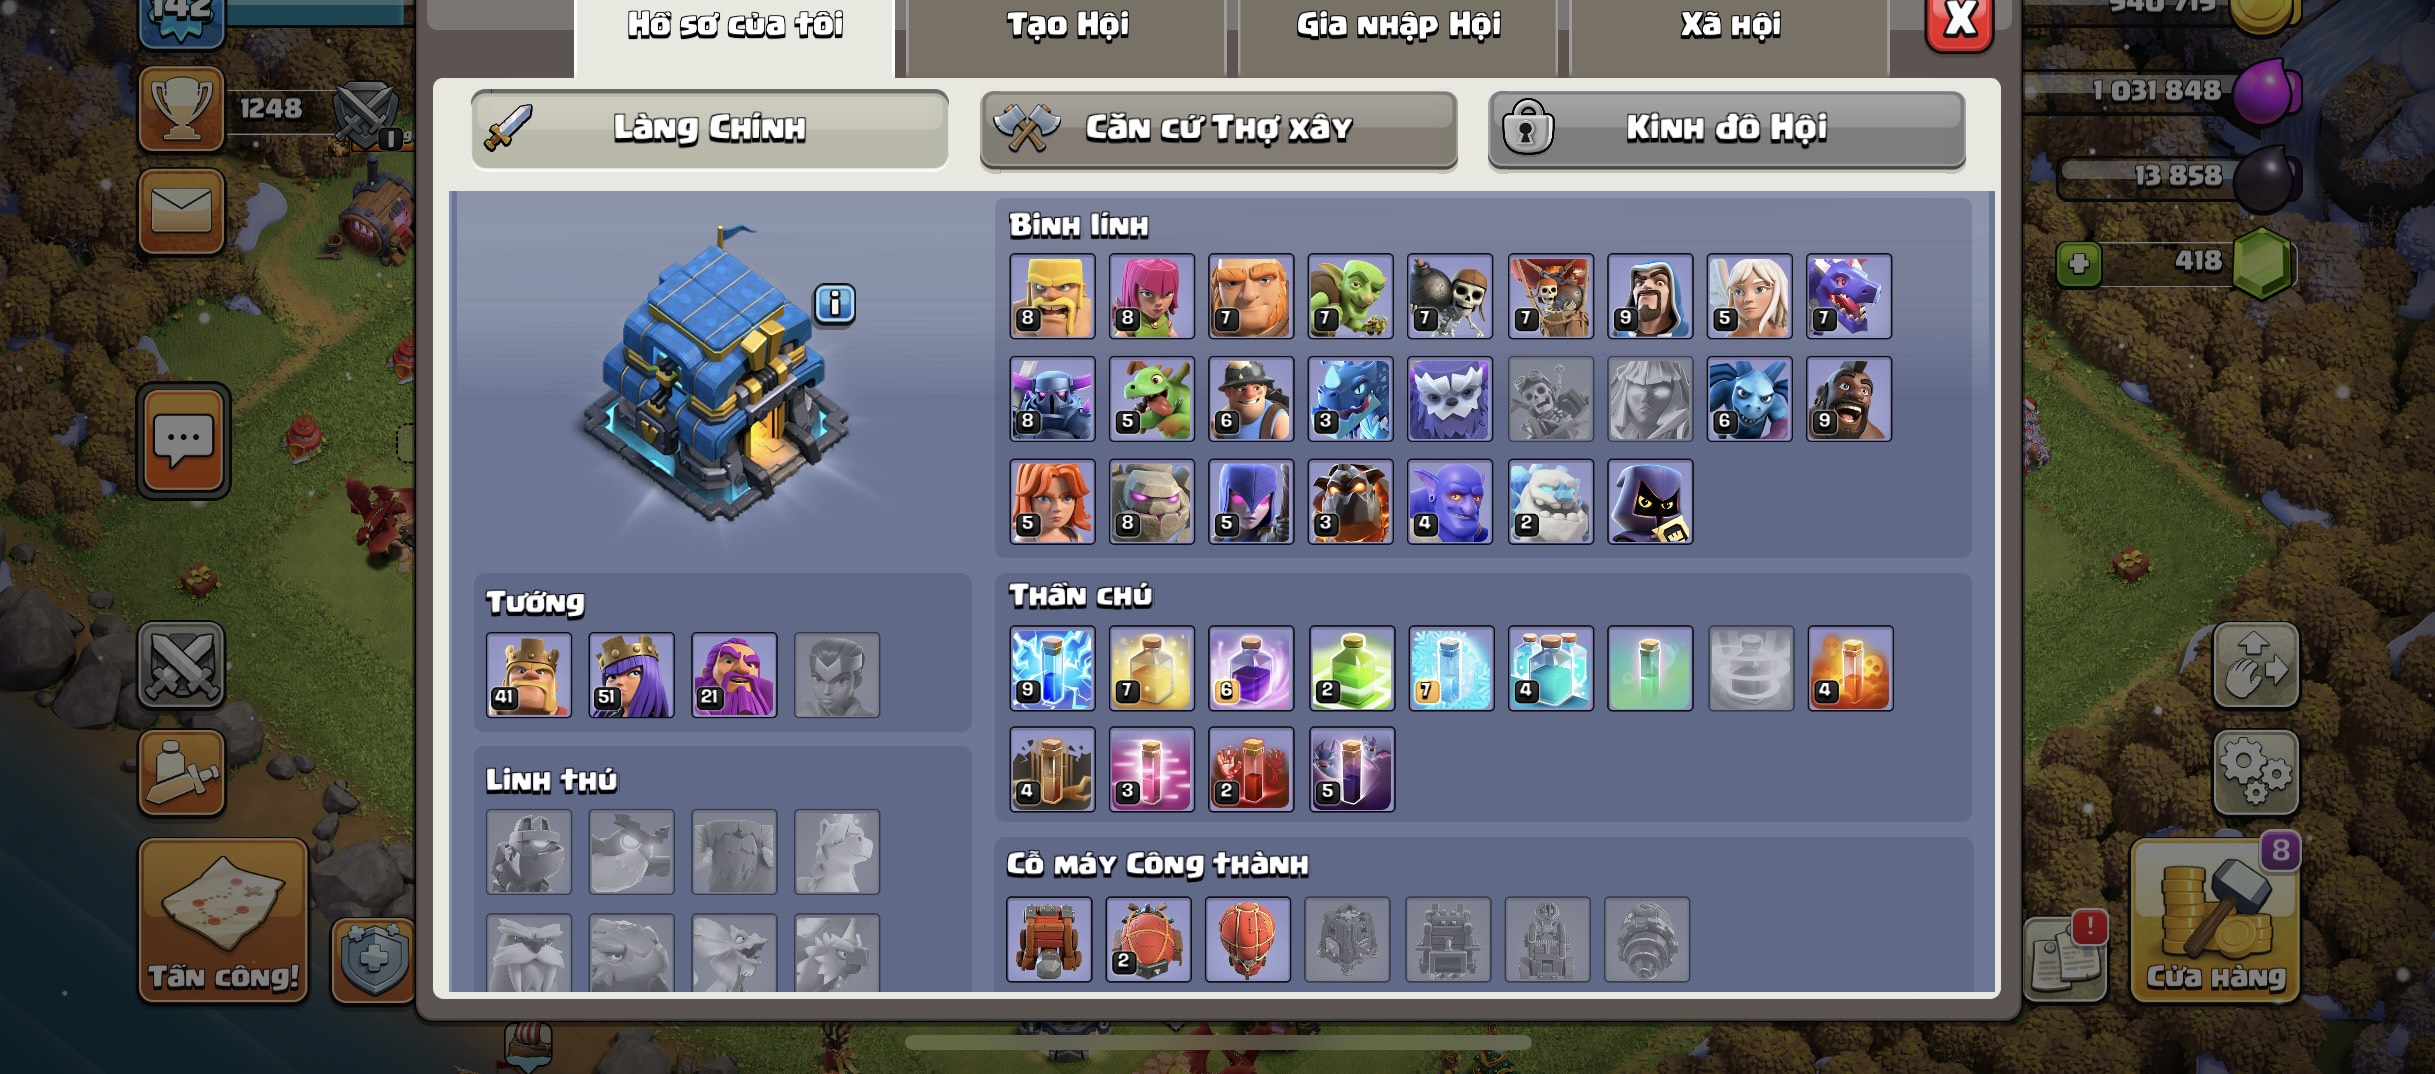 142
Hồ sơ của tôi
Tạo Hội
Gia nhập Hội
Xã hội
X
1248
I
1 031 848
13 858
418
Làng Chính
Căn cứ Thợ xây
Kinh đô Hội
i
Binh lính
8 8 7 7 7 7 9 5 7
8 5 6 3 6 9
5 8 5 3 4 2
Tướng
41 51 21
Linh thú
Thần chú
9 7 6 2 7 4 4
4 3 2 5
Cỗ máy Công thành
2
Tấn công!
8
!
Cửa hàng